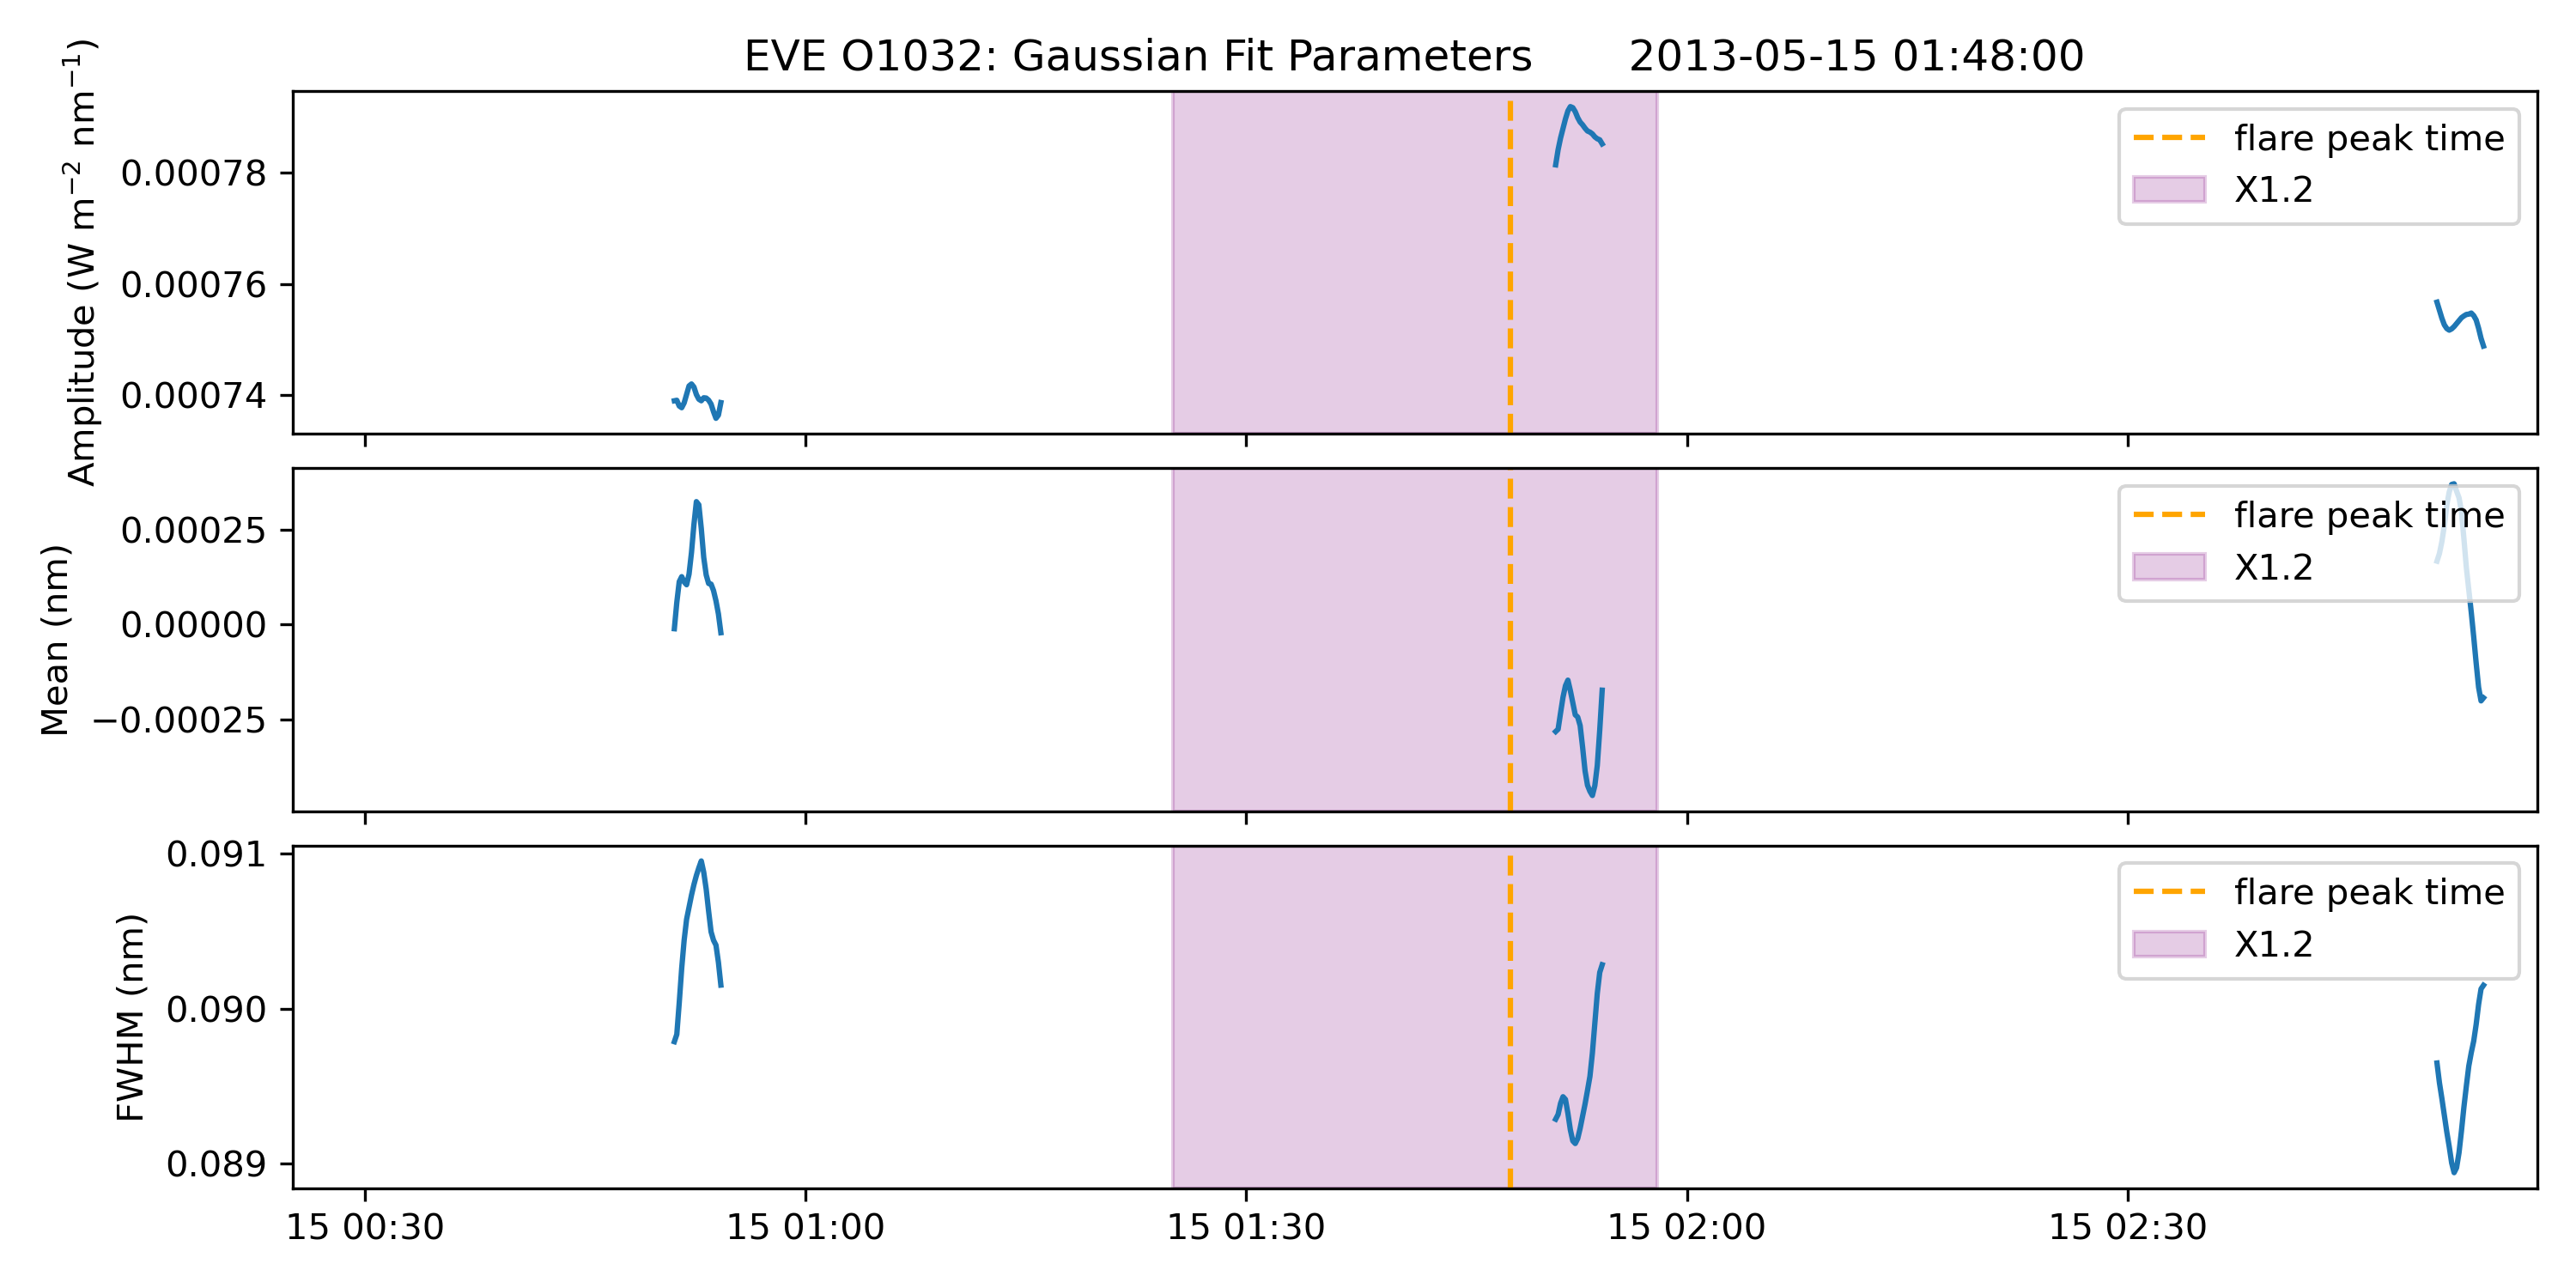 EVE O1032: Gaussian Fit Parameters 2013-05-15 01:48:00
Amplitude (W m⁻² nm⁻¹)
0.00078
0.00076
0.00074
flare peak time
X1.2
Mean (nm)
0.00025
0.00000
−0.00025
flare peak time
X1.2
FWHM (nm)
0.091
0.090
0.089
flare peak time
X1.2
15 00:30 15 01:00 15 01:30 15 02:00 15 02:30